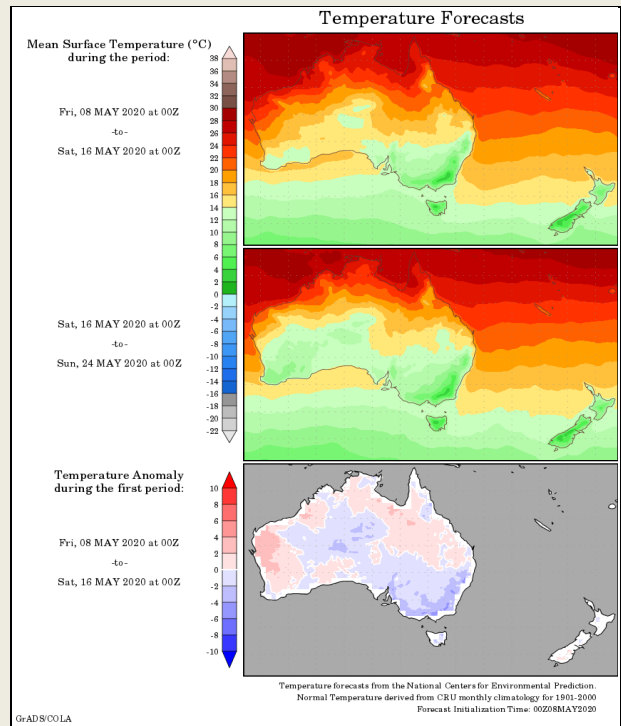 Temperature Forecasts
Mean Surface Temperature (°C)
during the period:
38
36
34
32
30
28
26
24
22
20
18
16
14
12
10
8
6
4
2
0
-2
-4
-6
-8
-10
-12
-14
-16
-17
-18
-20
-22
Fri, 08 MAY 2020 at 00Z
-to-
Sat, 16 MAY 2020 at 00Z
Sat, 16 MAY 2020 at 00Z
-to-
Sun, 24 MAY 2020 at 00Z
Temperature Anomaly
during the first period:
10
8
6
4
2
0
-2
-4
-6
-8
-10
Fri, 08 MAY 2020 at 00Z
-to-
Sat, 16 MAY 2020 at 00Z
Temperature forecasts from the National Centers for Environmental Prediction.
Normal Temperature derived from CRU monthly climatology for 1901-2000
Forecast Initialization Time: 00Z08MAY2020
GrADS/COLA